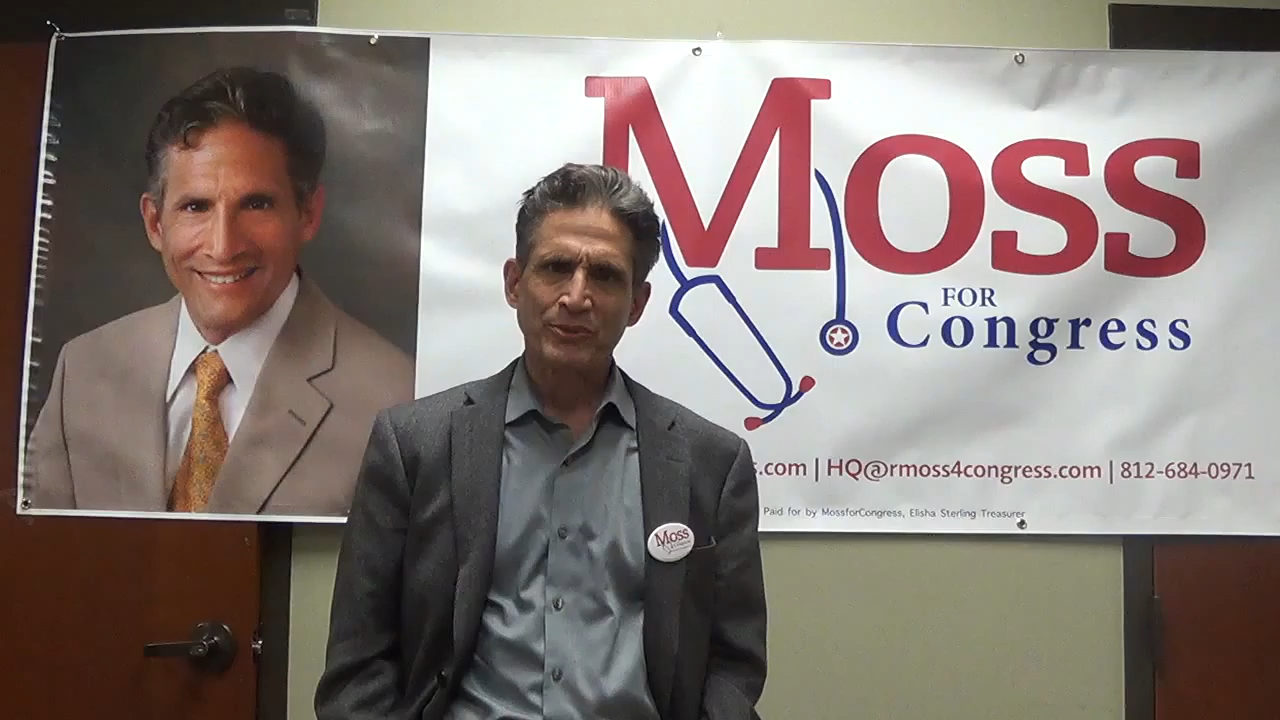 Moss
FOR
Congress
s.com | HQ@rmoss4congress.com | 812-684-0971
Paid for by MossforCongress, Elisha Sterling Treasurer
Moss